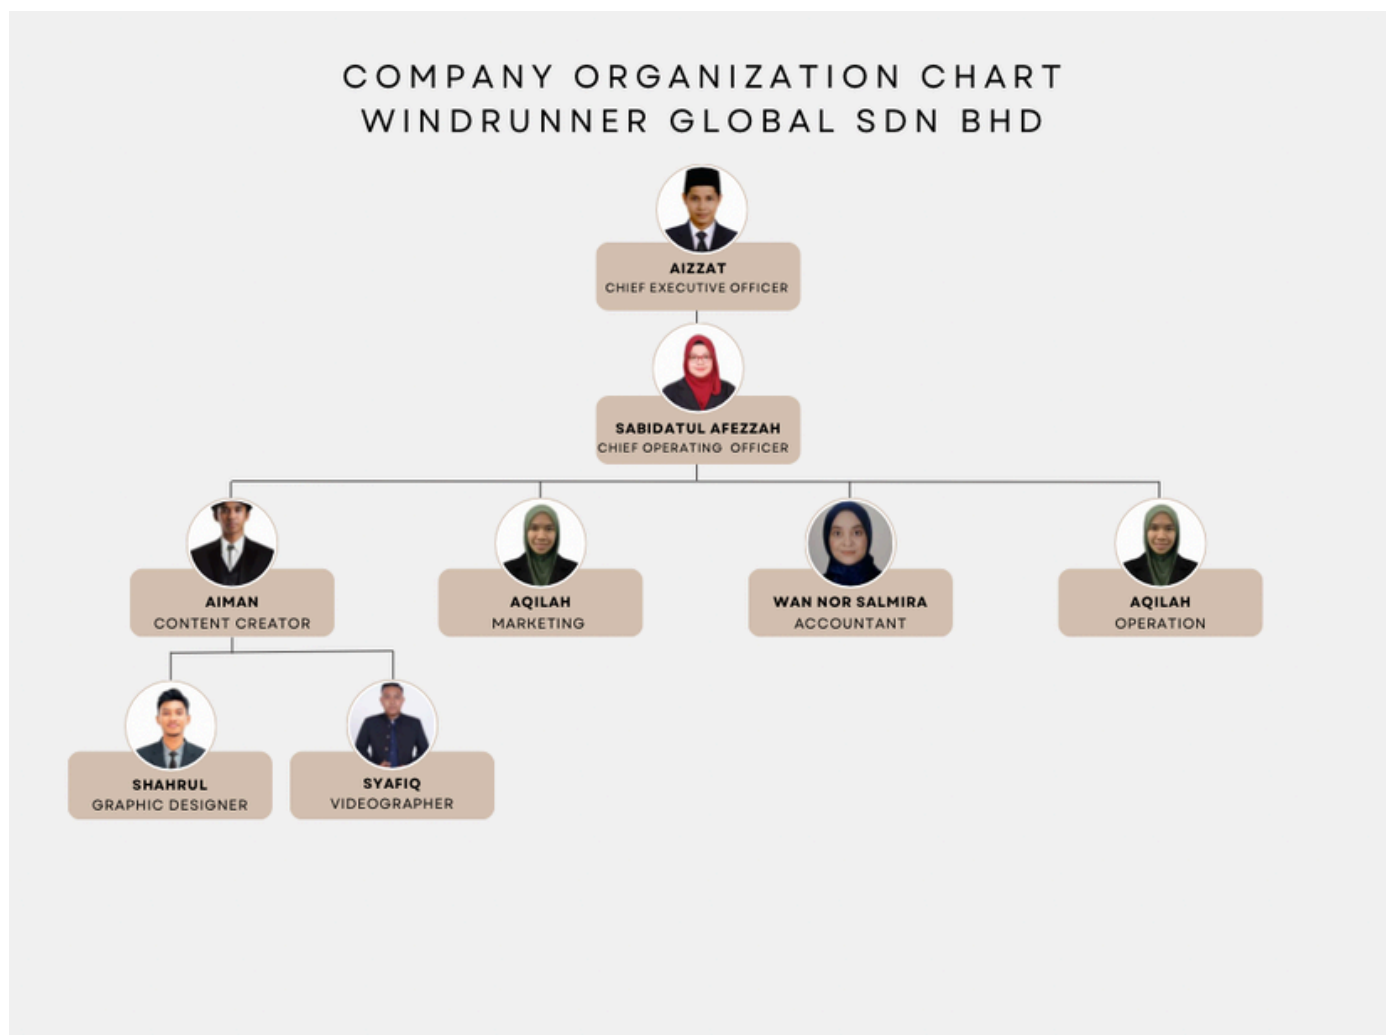 COMPANY ORGANIZATION CHART
WINDRUNNER GLOBAL SDN BHD
AIZZAT
CHIEF EXECUTIVE OFFICER
SABIDATUL AFEZZAH
CHIEF OPERATING OFFICER
AIMAN
CONTENT CREATOR
AQILAH
MARKETING
WAN NOR SALMIRA
ACCOUNTANT
AQILAH
OPERATION
SHAHRUL
GRAPHIC DESIGNER
SYAFIQ
VIDEOGRAPHER